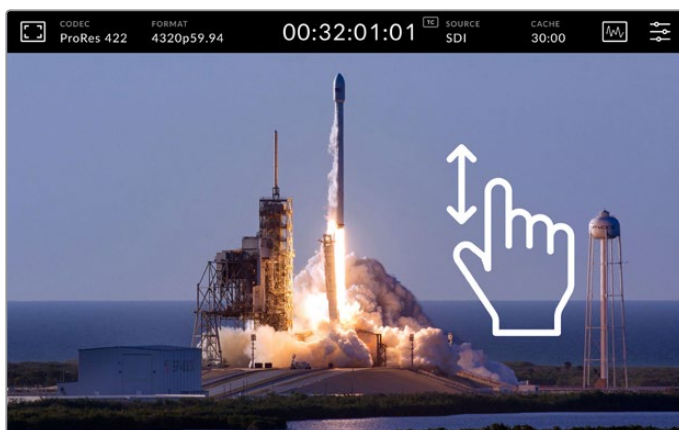 CODEC
ProRes 422
FORMAT
4320p59.94
00:32:01:01
TC
SOURCE
SDI
CACHE
30:00